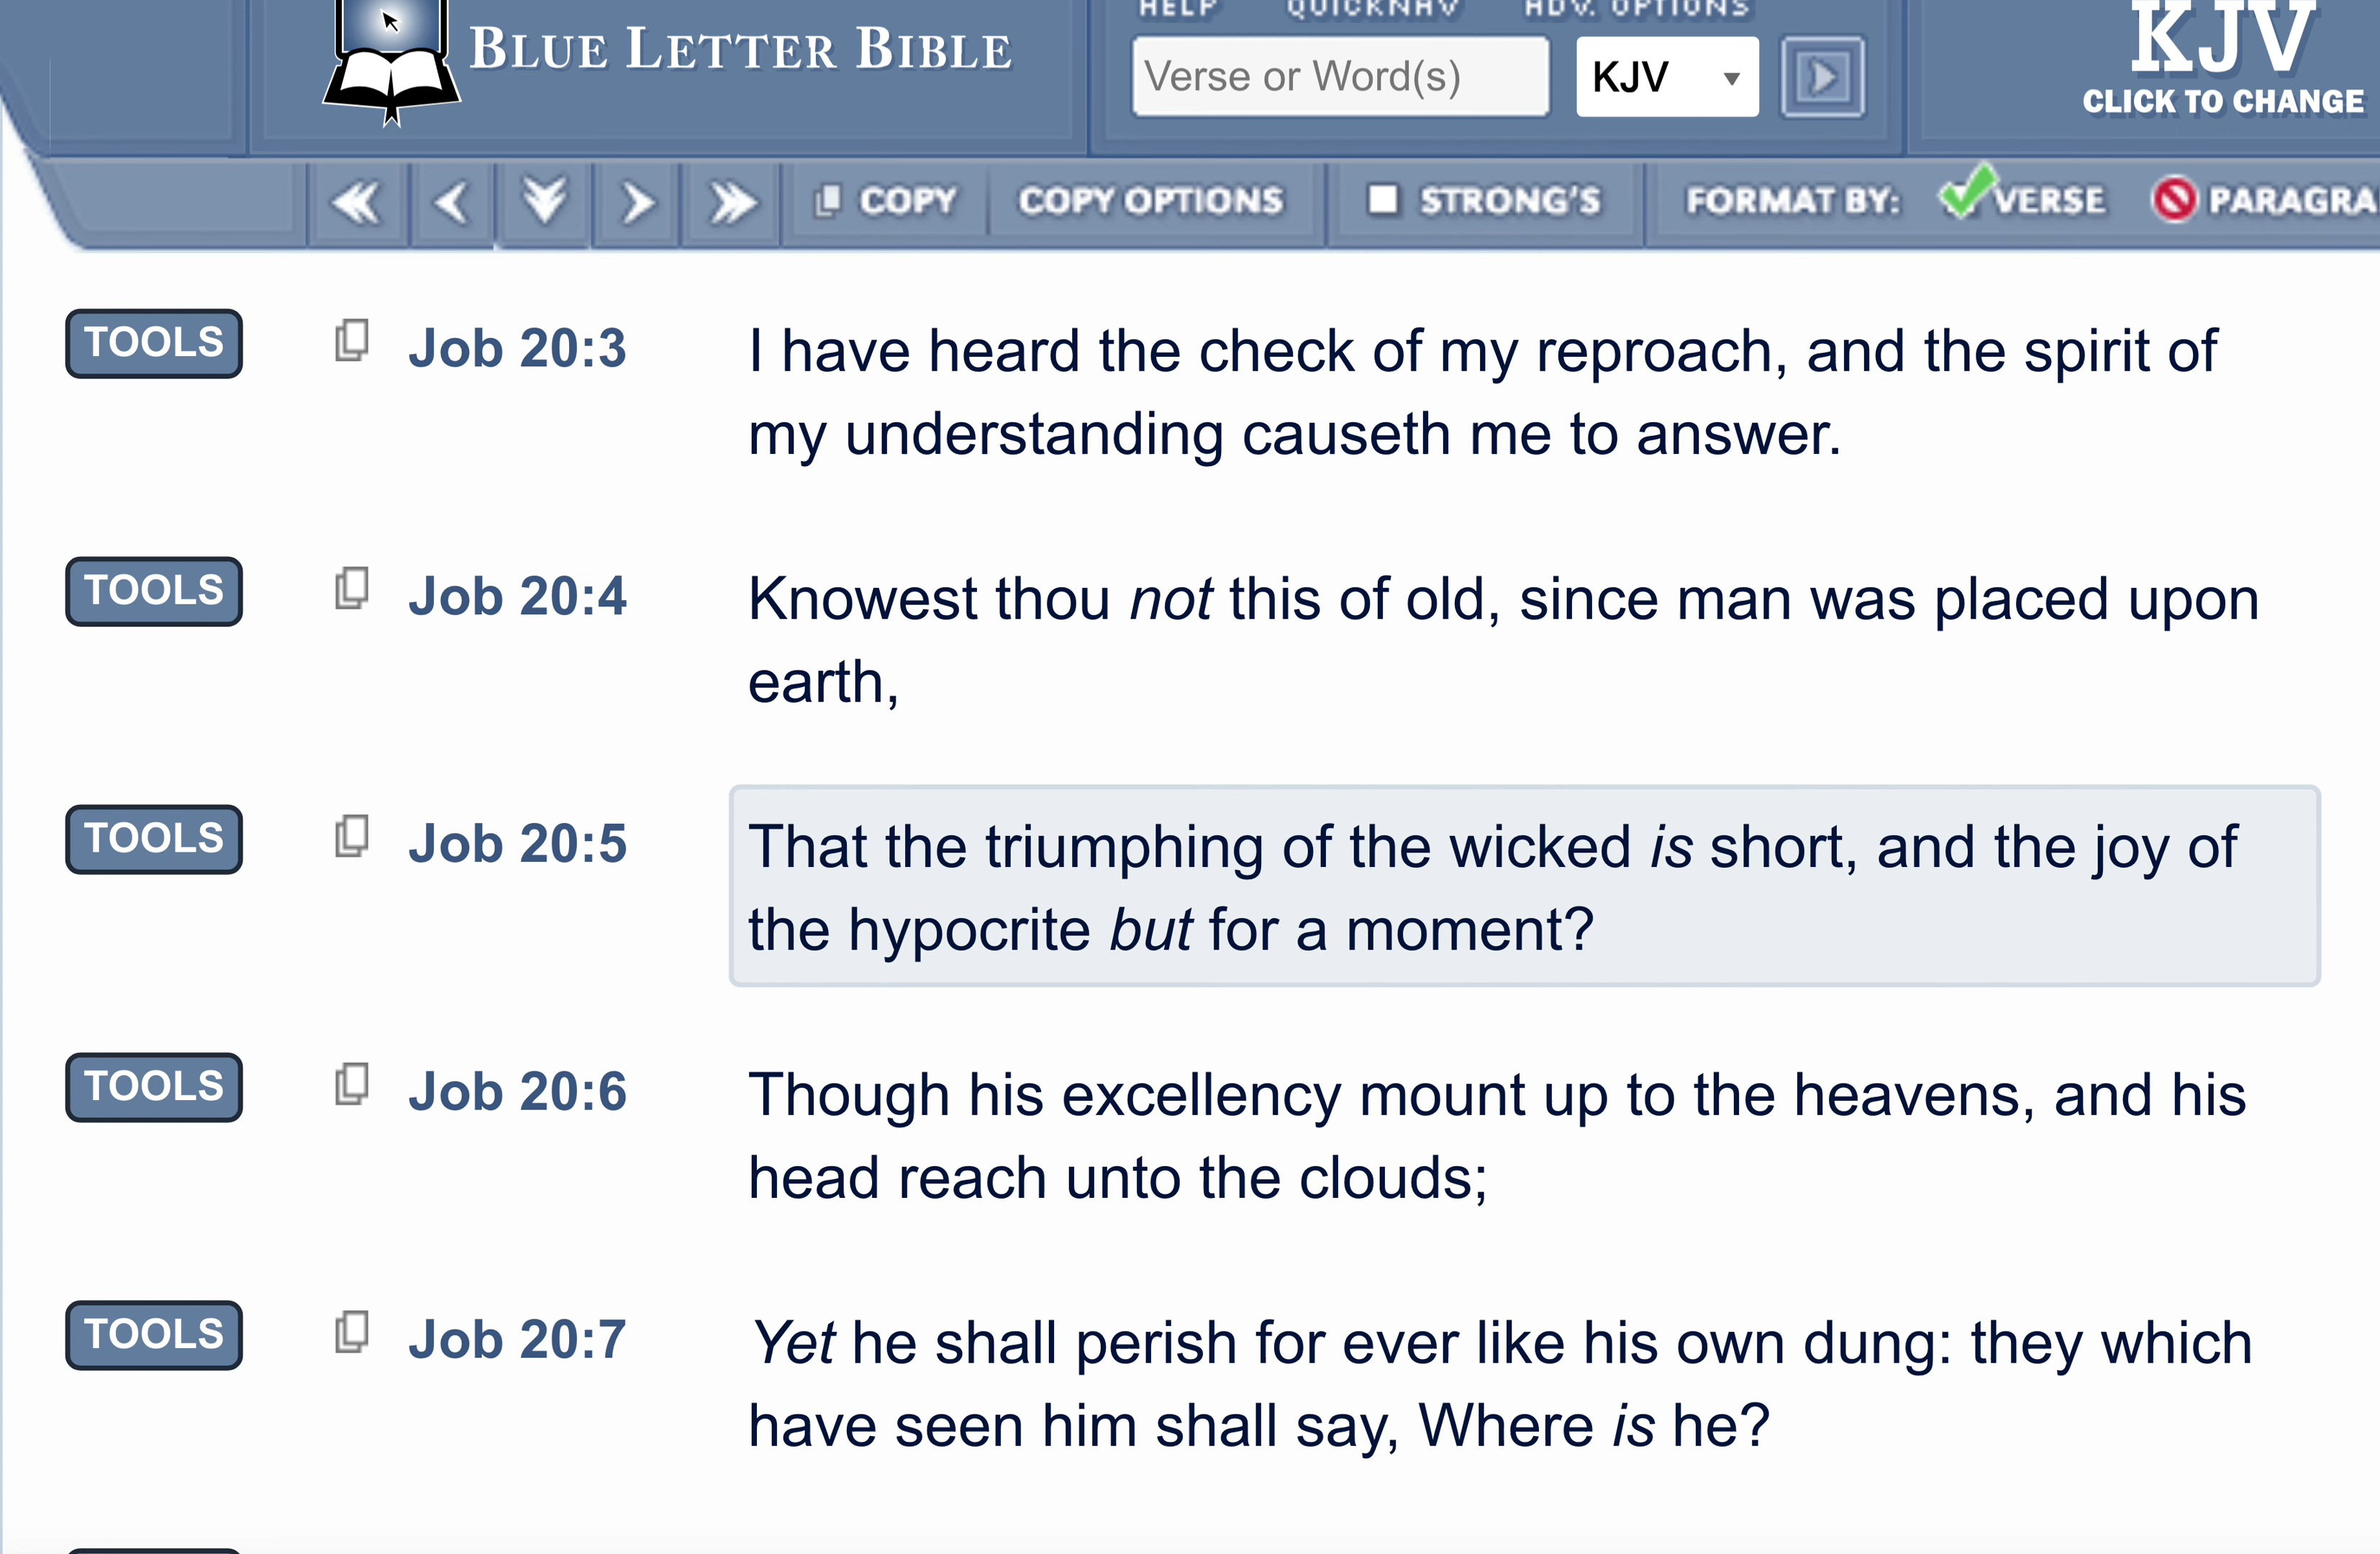 HELP QUICKNAV ADV. OPTIONS
BLUE LETTER BIBLE
Verse or Word(s)
KJV
KJV
CLICK TO CHANGE
COPY
COPY OPTIONS
STRONG'S
FORMAT BY:
VERSE
PARAGRA
TOOLS
Job 20:3
I have heard the check of my reproach, and the spirit of
my understanding causeth me to answer.
TOOLS
Job 20:4
Knowest thou not this of old, since man was placed upon
earth,
TOOLS
Job 20:5
That the triumphing of the wicked is short, and the joy of
the hypocrite but for a moment?
TOOLS
Job 20:6
Though his excellency mount up to the heavens, and his
head reach unto the clouds;
TOOLS
Job 20:7
Yet he shall perish for ever like his own dung: they which
have seen him shall say, Where is he?